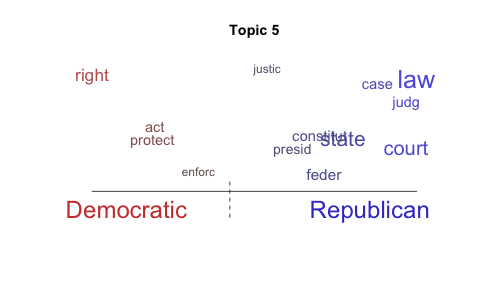 Topic 5
justic
right
case law
judg
act
protect
constitut
state
presid
court
enforc
feder
Democratic
Republican